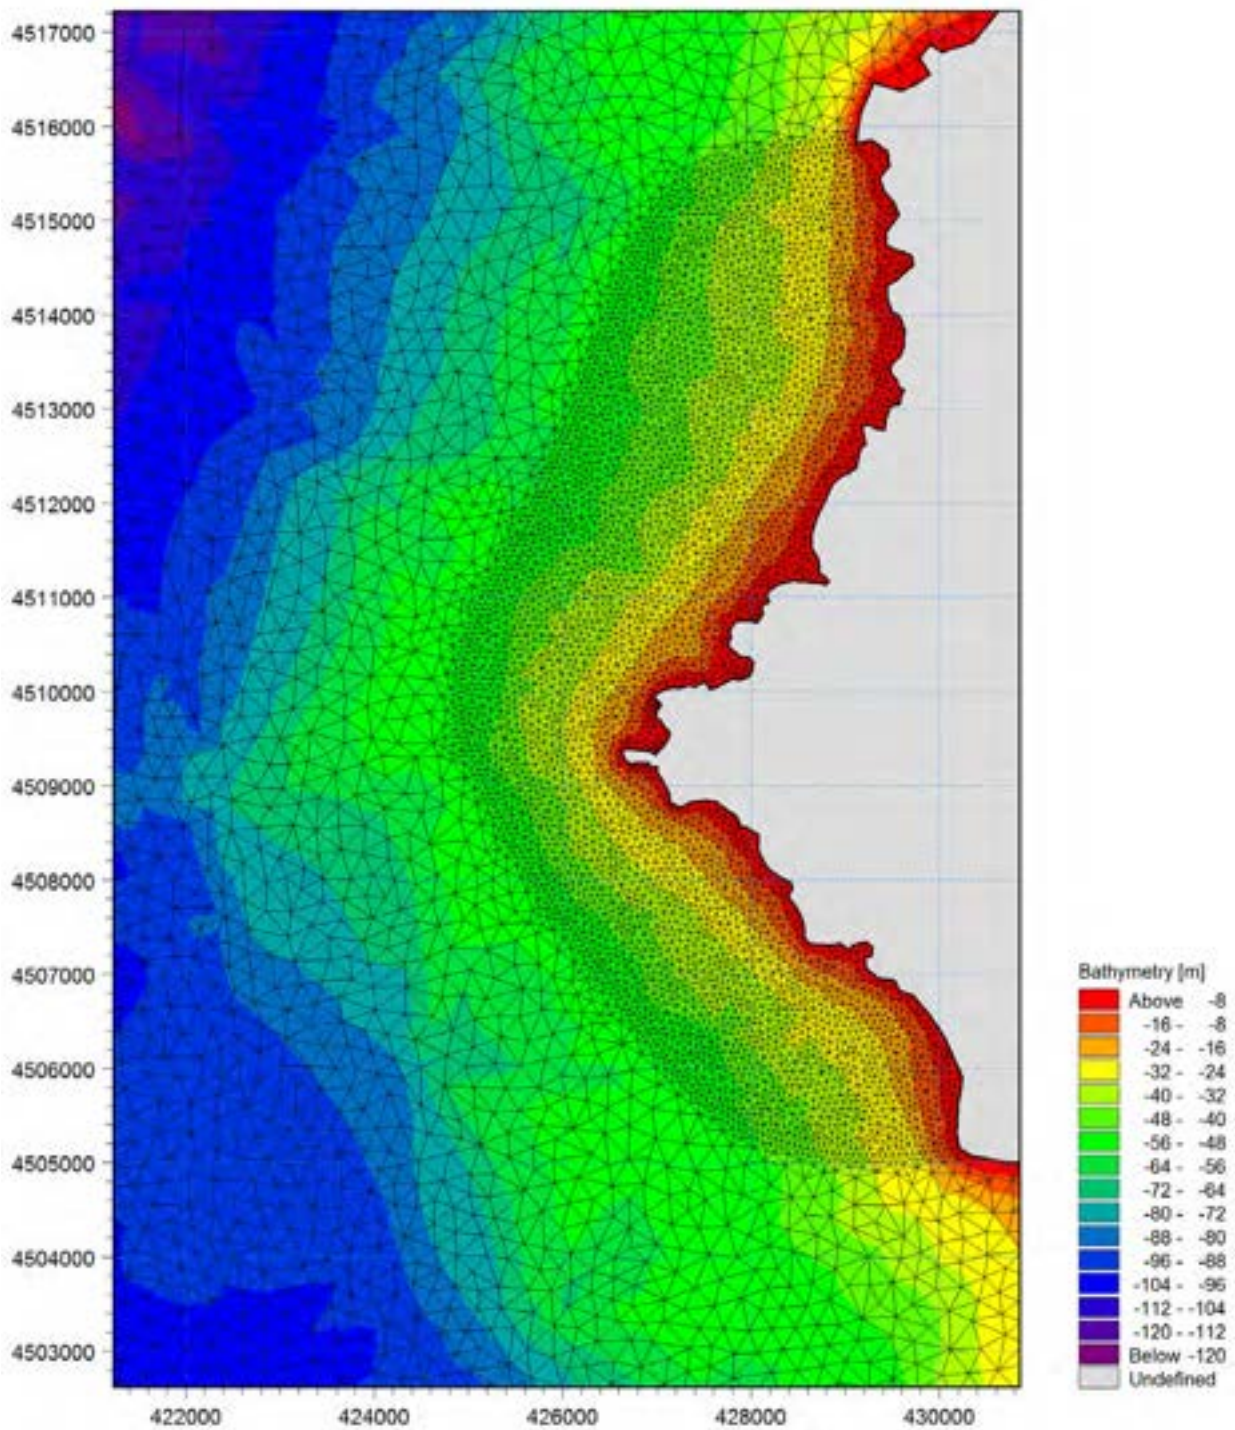 4517000
4516000
4515000
4514000
4513000
4512000
4511000
4510000
4509000
4508000
4507000
4506000
4505000
4504000
4503000
422000 424000 426000 428000 430000
Bathymetry [m]
Above -8
-16 - -8
-24 - -16
-32 - -24
-40 - -32
-48 - -40
-56 - -48
-64 - -56
-72 - -64
-80 - -72
-88 - -80
-96 - -88
-104 - -96
-112 - -104
-120 - -112
Below -120
Undefined